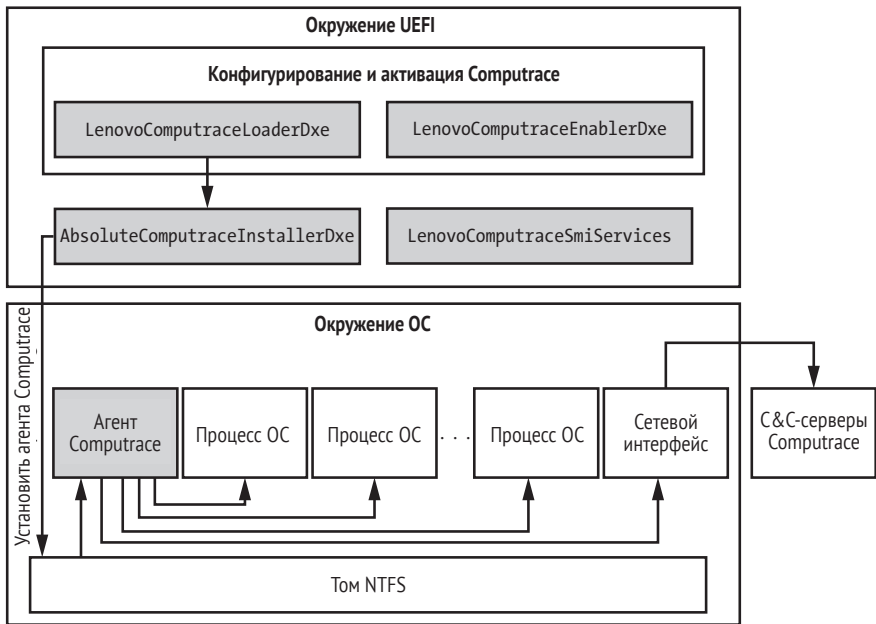 Окружение UEFI
Конфигурирование и активация Computrace
LenovoComputraceLoaderDxe
LenovoComputraceEnablerDxe
AbsoluteComputraceInstallerDxe
LenovoComputraceSmiServices
Установить агента Computrace
Окружение ОС
Агент
Computrace
Процесс ОС
Процесс ОС
. . .
Процесс ОС
Сетевой
интерфейс
C&C-серверы
Computrace
Том NTFS